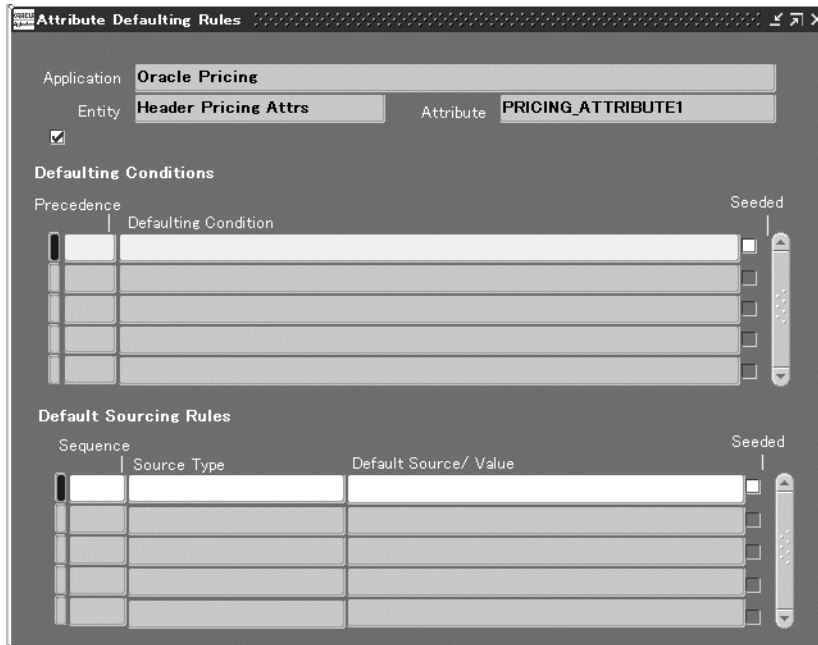 Attribute Defaulting Rules
Application Oracle Pricing
Entity Header Pricing Attrs Attribute PRICING_ATTRIBUTE1
Defaulting Conditions
Precedence Seeded
Defaulting Condition
Default Sourcing Rules
Sequence Seeded
Source Type Default Source/ Value